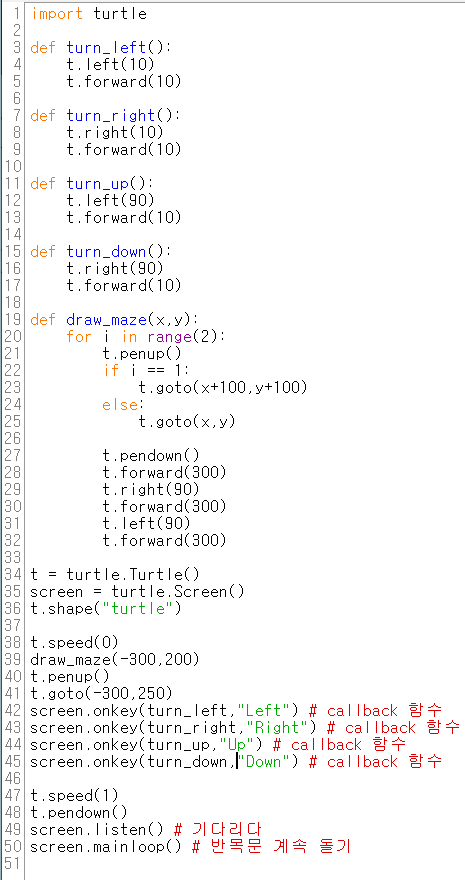 1 import turtle
2
3 def turn_left():
4     t.left(10)
5     t.forward(10)
6
7 def turn_right():
8     t.right(10)
9     t.forward(10)
10
11 def turn_up():
12     t.left(90)
13     t.forward(10)
14
15 def turn_down():
16     t.right(90)
17     t.forward(10)
18
19 def draw_maze(x,y):
20     for i in range(2):
21         t.penup()
22         if i == 1:
23             t.goto(x+100,y+100)
24         else:
25             t.goto(x,y)
26
27         t.pendown()
28         t.forward(300)
29         t.right(90)
30         t.forward(300)
31         t.left(90)
32         t.forward(300)
33
34 t = turtle.Turtle()
35 screen = turtle.Screen()
36 t.shape("turtle")
37
38 t.speed(0)
39 draw_maze(-300,200)
40 t.penup()
41 t.goto(-300,250)
42 screen.onkey(turn_left,"Left") # callback 함수
43 screen.onkey(turn_right,"Right") # callback 함수
44 screen.onkey(turn_up,"Up") # callback 함수
45 screen.onkey(turn_down,"Down") # callback 함수
46
47 t.speed(1)
48 t.pendown()
49 screen.listen() # 기다리다
50 screen.mainloop() # 반목문 계속 돌기
51